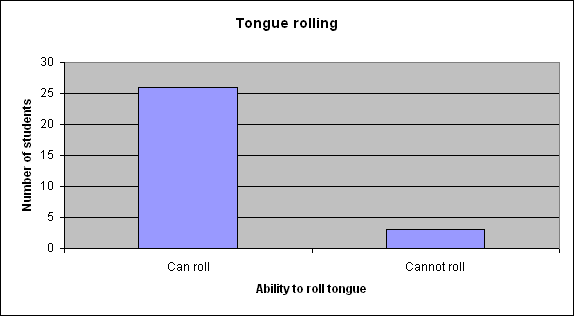 Tongue rolling
Number of students
30
25
20
15
10
5
0
Can roll
Cannot roll
Ability to roll tongue